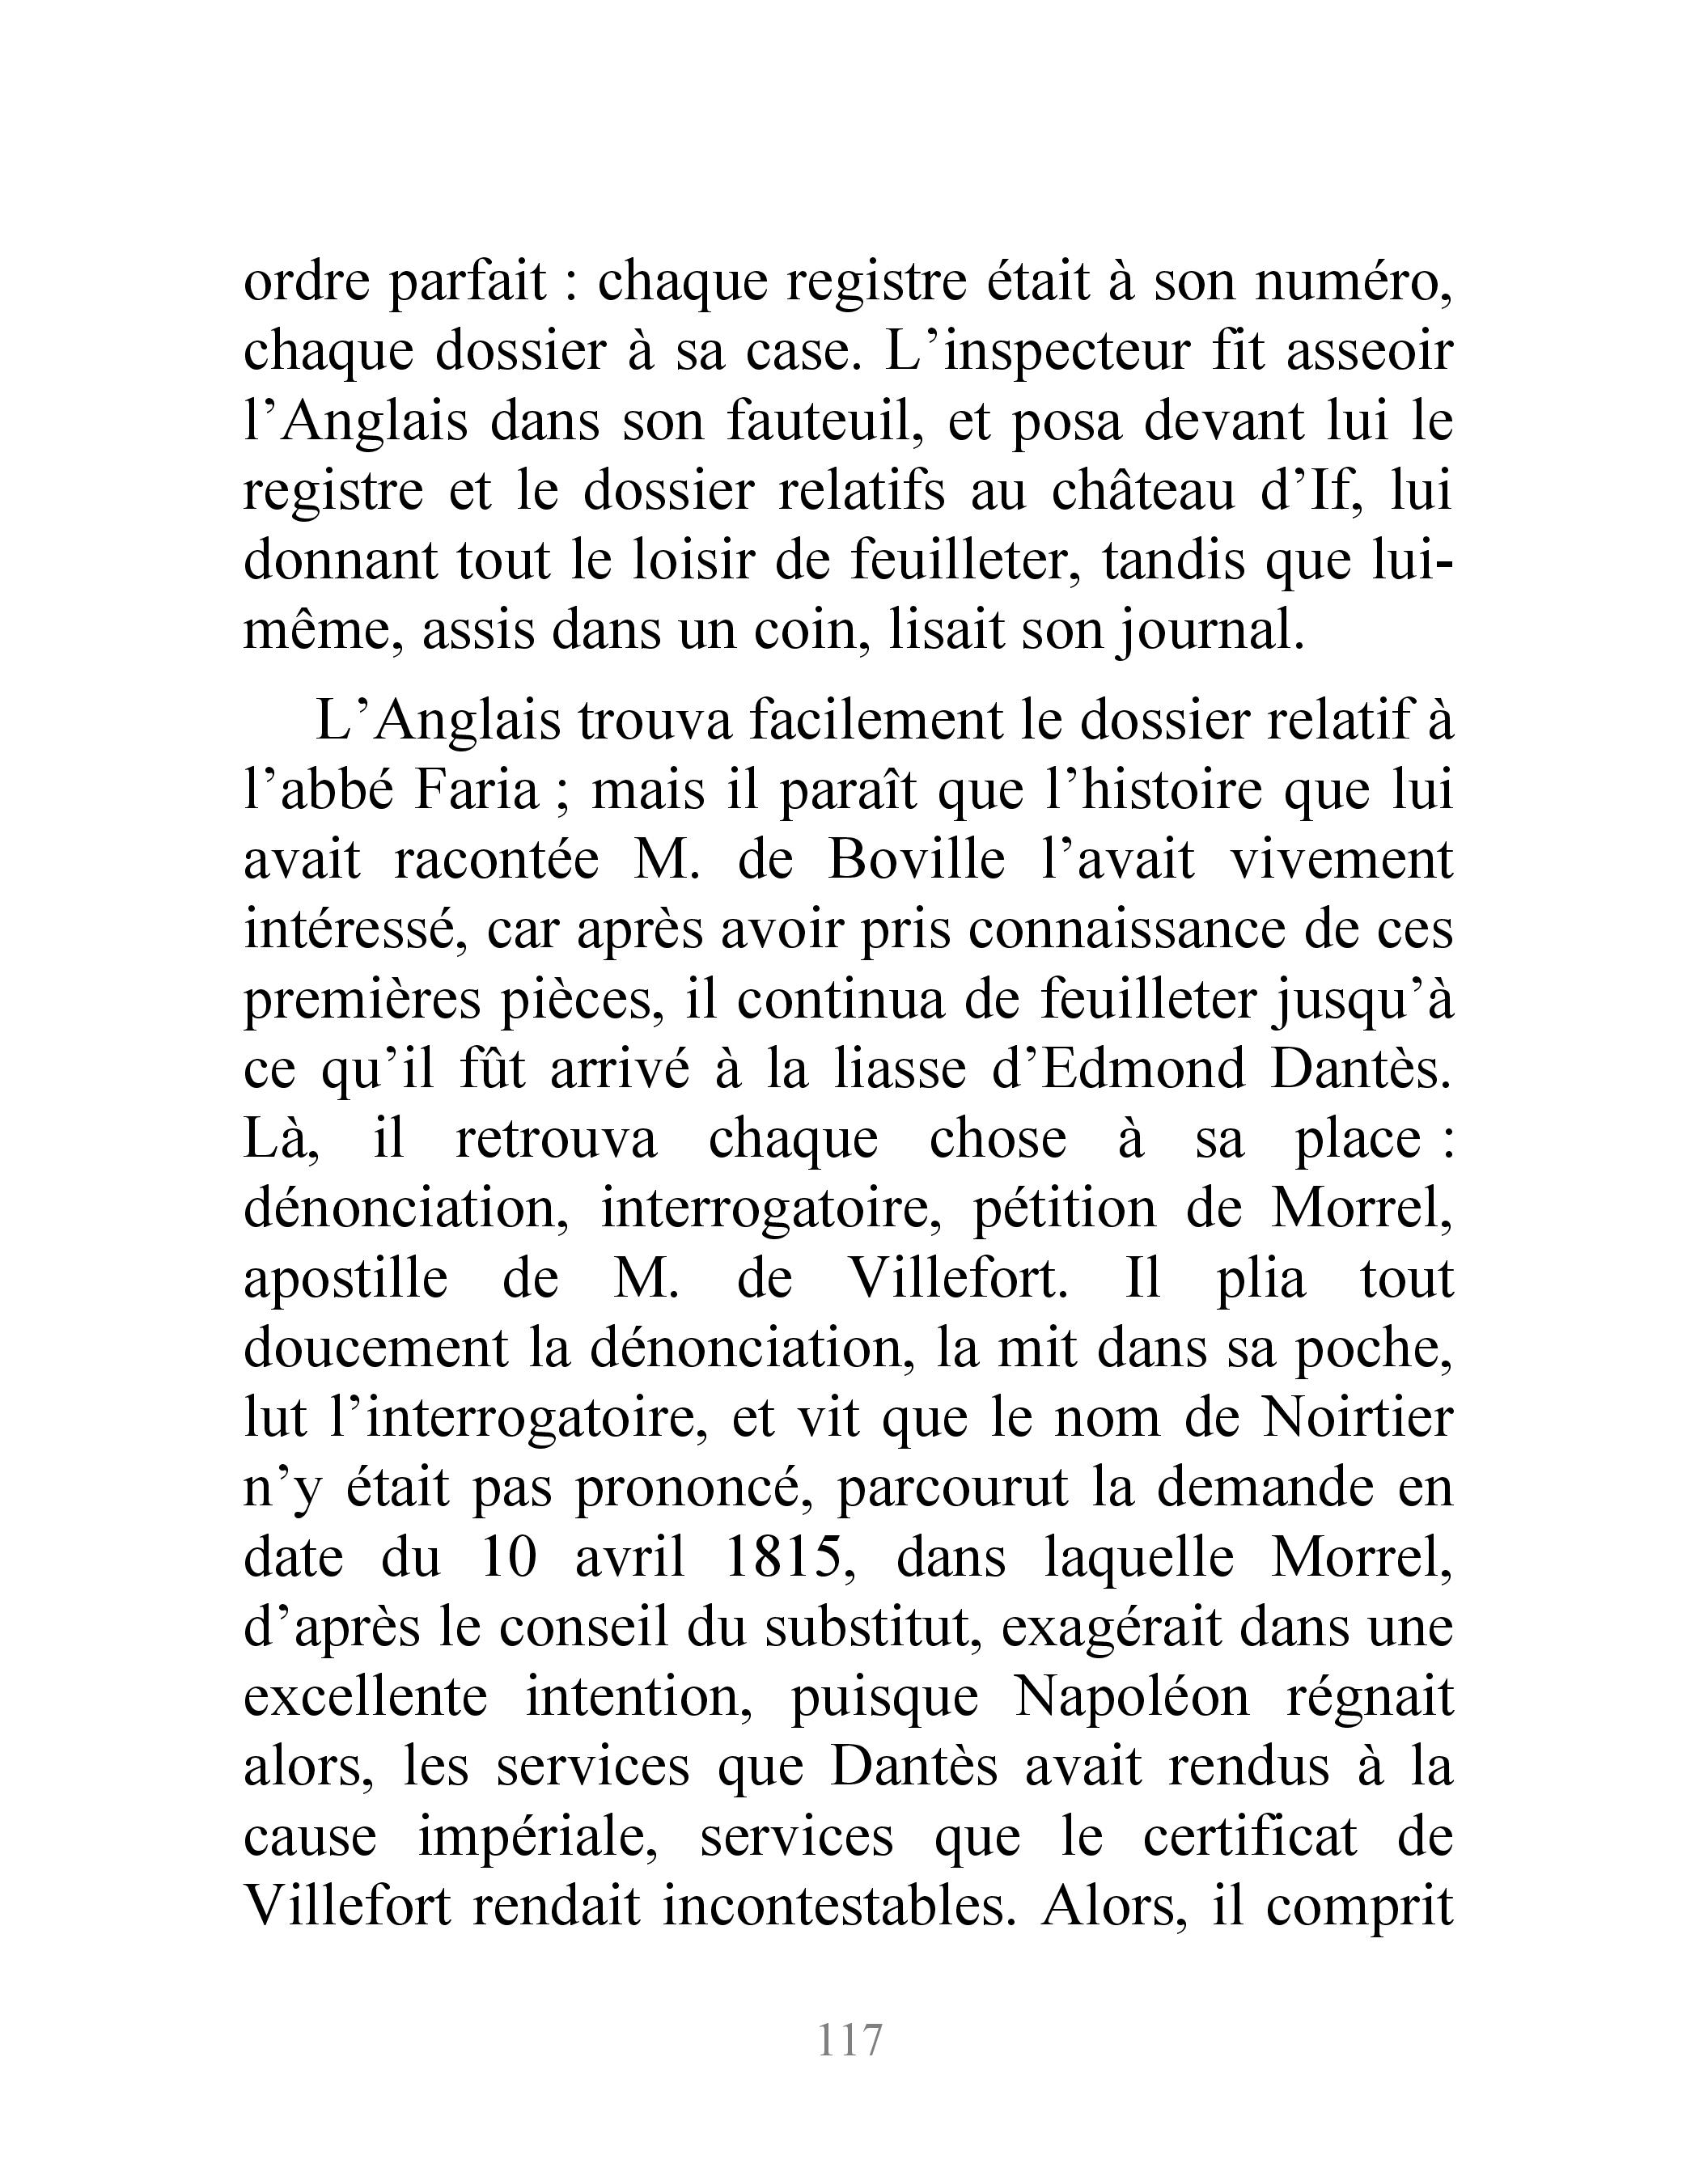 ordre parfait : chaque registre était à son numéro,
chaque dossier à sa case. L’inspecteur fit asseoir
l’Anglais dans son fauteuil, et posa devant lui le
registre et le dossier relatifs au château d’If, lui
donnant tout le loisir de feuilleter, tandis que lui-
même, assis dans un coin, lisait son journal.
L’Anglais trouva facilement le dossier relatif à
l’abbé Faria ; mais il paraît que l’histoire que lui
avait racontée M. de Boville l’avait vivement
intéressé, car après avoir pris connaissance de ces
premières pièces, il continua de feuilleter jusqu’à
ce qu’il fût arrivé à la liasse d’Edmond Dantès.
Là, il retrouva chaque chose à sa place :
dénonciation, interrogatoire, pétition de Morrel,
apostille de M. de Villefort. Il plia tout
doucement la dénonciation, la mit dans sa poche,
lut l’interrogatoire, et vit que le nom de Noirtier
n’y était pas prononcé, parcourut la demande en
date du 10 avril 1815, dans laquelle Morrel,
d’après le conseil du substitut, exagérait dans une
excellente intention, puisque Napoléon régnait
alors, les services que Dantès avait rendus à la
cause impériale, services que le certificat de
Villefort rendait incontestables. Alors, il comprit
117